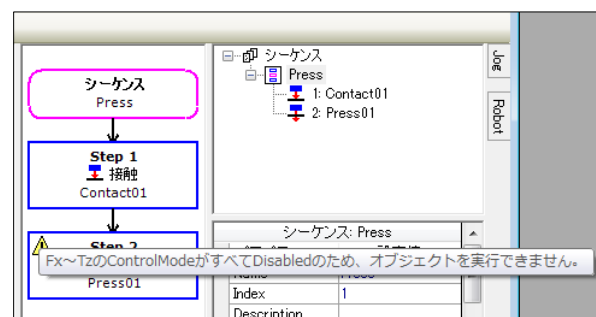 シーケンス
Press
Step 1
接触
Contact01
Step 2
Press01
シーケンス
Press
1: Contact01
2: Press01
Jog
Robot
シーケンス: Press
Fx～TzのControlModeがすべてDisabledのため、オブジェクトを実行できません。
Name Press
Index 1
Description